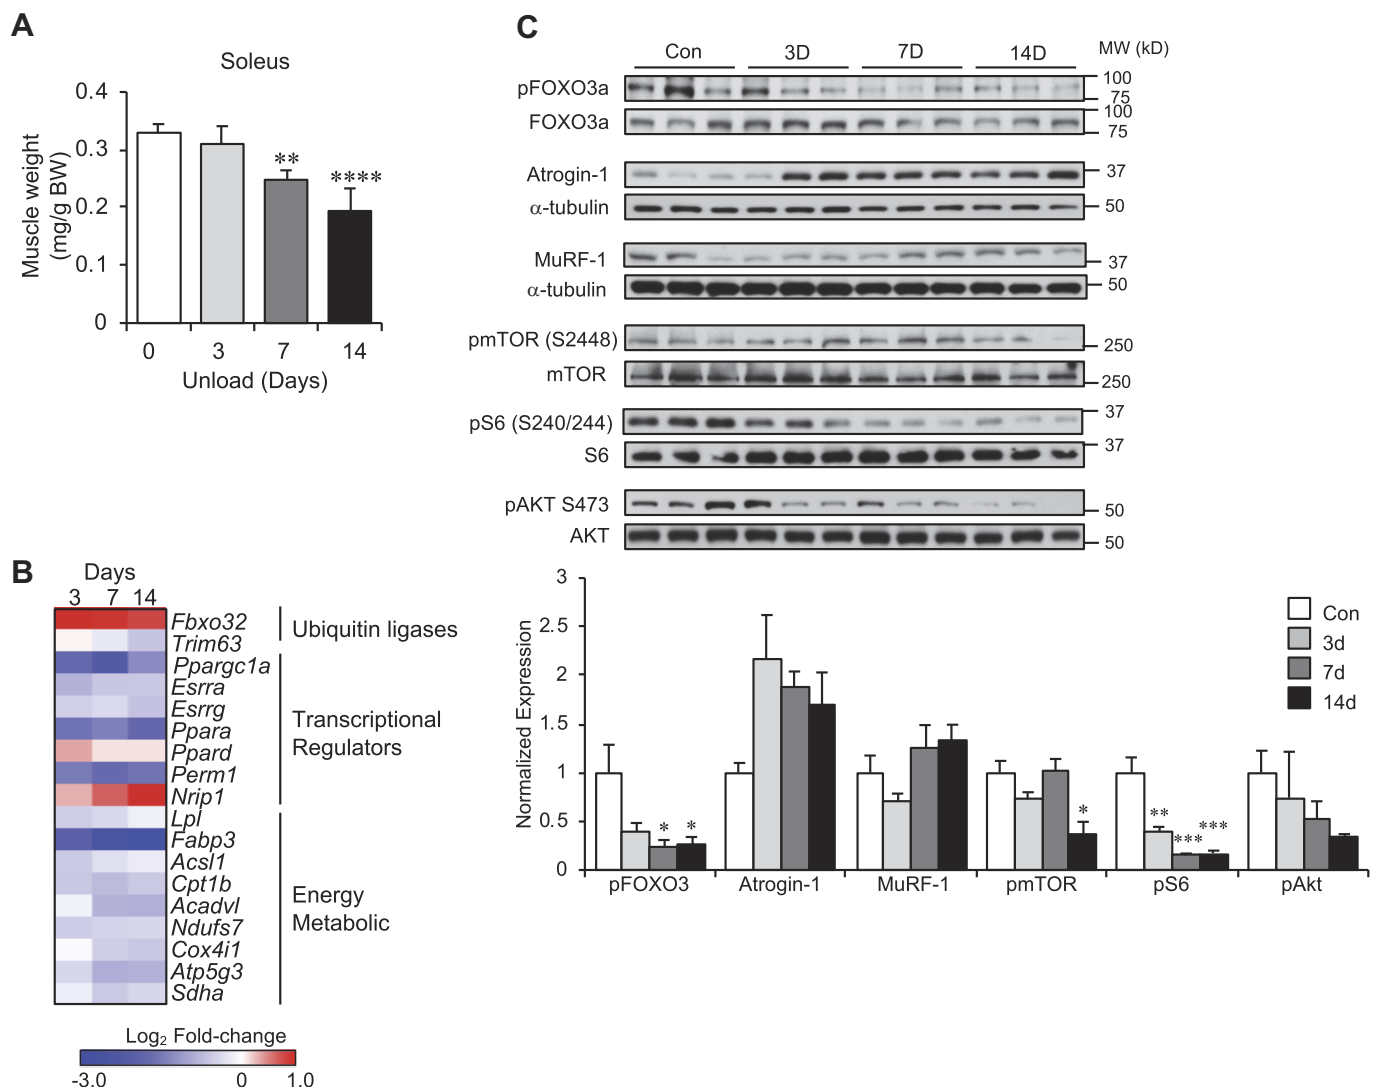 A
Soleus
0.4
0.3
0.2
0.1
0
Muscle weight
(mg/g BW)
**
****
0 3 7 14
Unload (Days)
B
Days
3 7 14
Fbxo32
Trim63
Ppargc1a
Esrra
Esrrg
Ppara
Ppard
Perm1
Nrip1
Lpl
Fabp3
Acsl1
Cpt1b
Acadvl
Ndufs7
Cox4i1
Atp5g3
Sdha
Ubiquitin ligases
Transcriptional
Regulators
Energy
Metabolic
Log2 Fold-change
-3.0 0 1.0
C
Con 3D 7D 14D MW (kD)
pFOXO3a 100
75
FOXO3a 100
75
Atrogin-1 37
α-tubulin 50
MuRF-1 37
α-tubulin 50
pmTOR (S2448) 250
mTOR 250
pS6 (S240/244) 37
S6 37
pAKT S473 50
AKT 50
3
2.5
2
1.5
1
0.5
0
Normalized Expression
* *
*
** *** ***
pFOXO3 Atrogin-1 MuRF-1 pmTOR pS6 pAkt
Con
3d
7d
14d